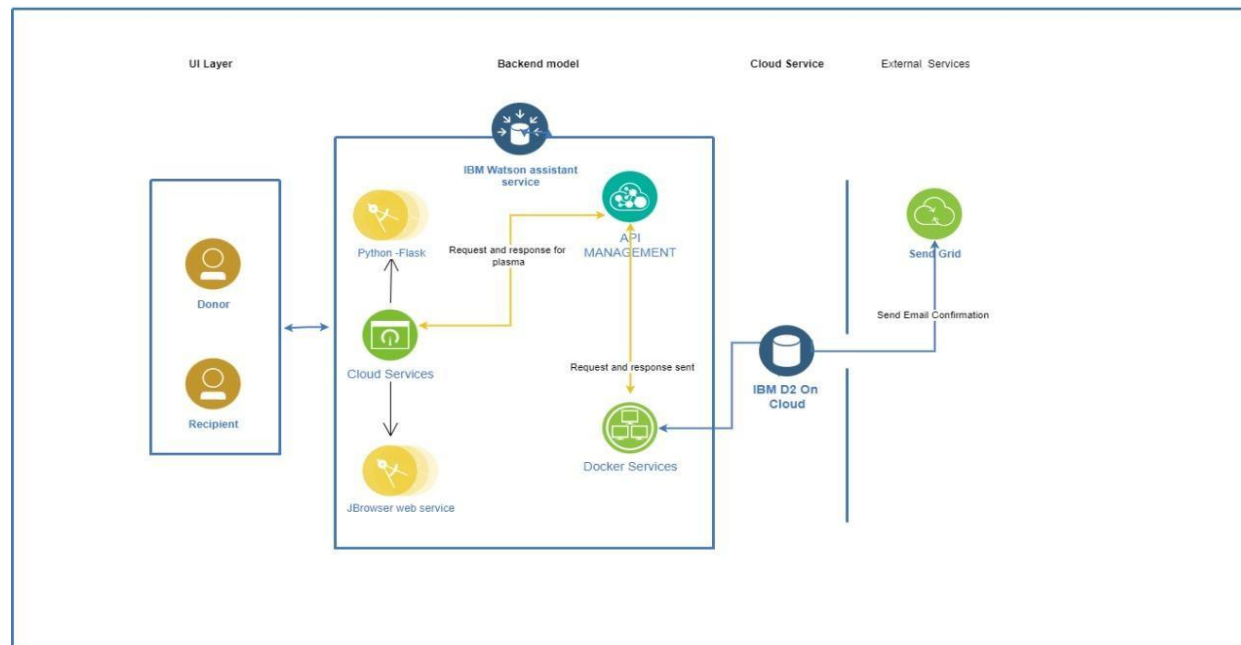 UI Layer
Backend model
Cloud Service
External Services
IBM Watson assistant
service
Python -Flask
Request and response for
plasma
API
MANAGEMENT
Send Grid
Donor
Send Email Confirmation
Cloud Services
Request and response sent
IBM D2 On
Cloud
Recipient
Docker Services
JBrowser web service